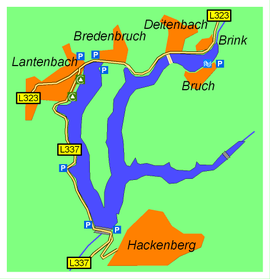 L323
Deitenbach
Bredenbruch
Brink
Lantenbach
P
P
P
P
Bruch
L323
L337
P
P
P
Hackenberg
L337